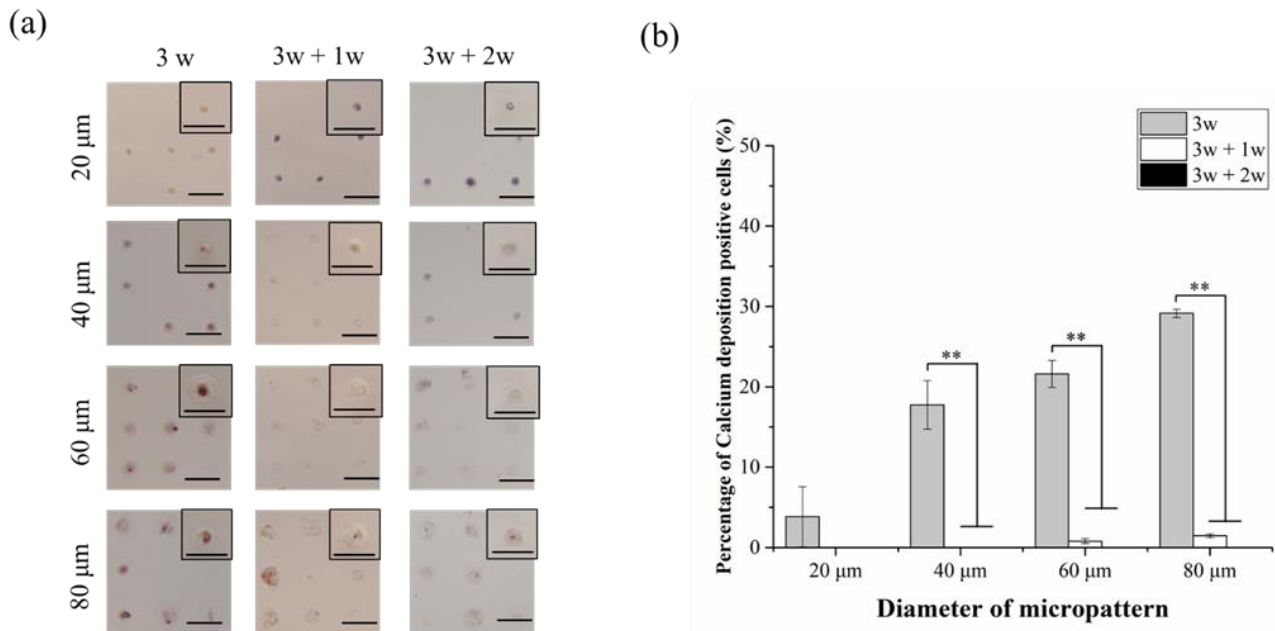 (a)
3 w
3w + 1w
3w + 2w
20 μm
40 μm
60 μm
80 μm
(b)
Percentage of Calcium deposition positive cells (%)
50
40
30
20
10
0
3w
3w + 1w
3w + 2w
**
**
**
20 μm
40 μm
60 μm
80 μm
Diameter of micropattern